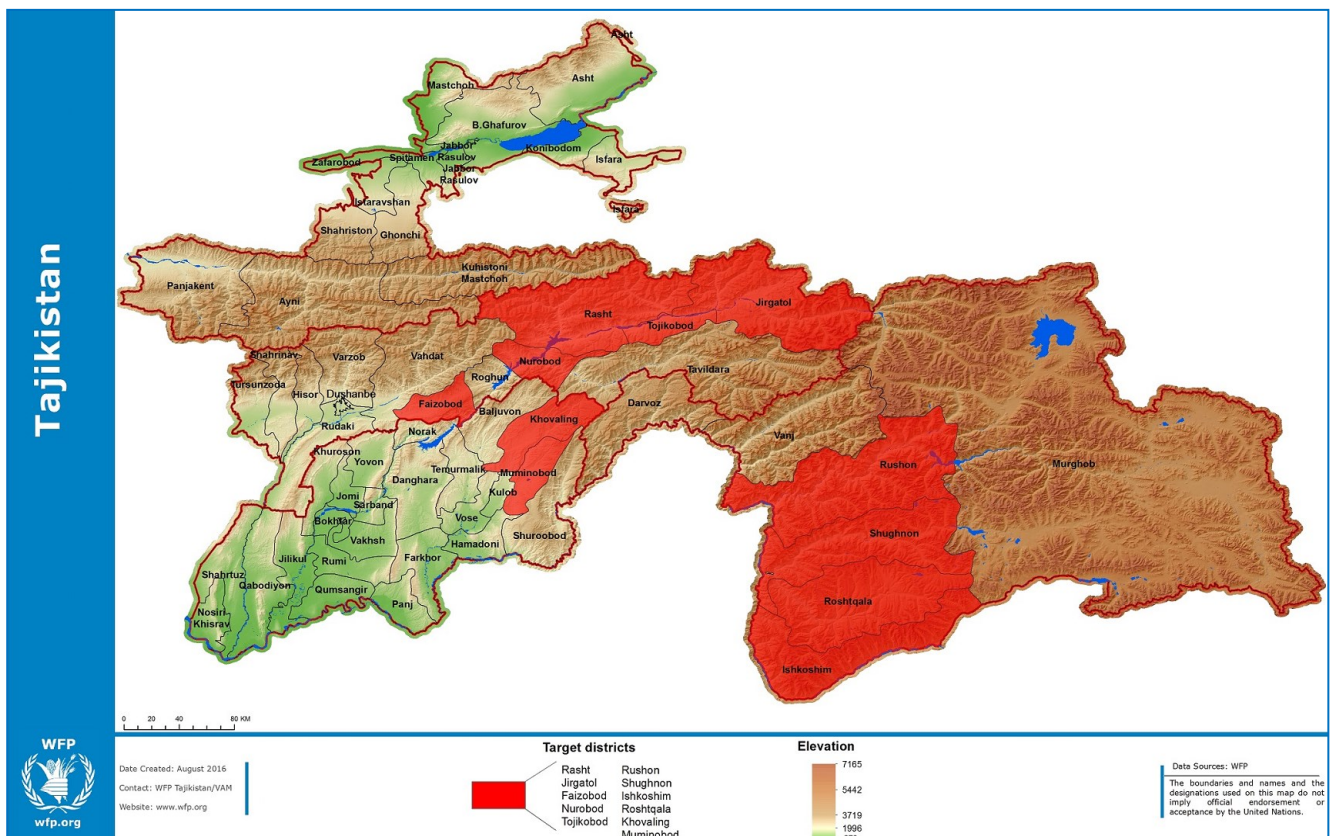 Tajikistan
Asht
Asht
Mastchoh
B.Ghafurov
Konibodom
Jabbor
Rasulov
Spitamen
Zafarobod
Jabbor
Rasulov
Isfara
Isfara
Istaravshan
Shahriston
Ghonchi
Kuhistoni
Mastchoh
Panjakent
Ayni
Rasht
Jirgatol
Tojikobod
Nurobod
Shahrinav
Varzob
Vahdat
Roghun
Tavildara
Tursunzoda
Hisor
Dushanbe
Faizobod
Baljuvon
Khovaling
Darvoz
Rudaki
Norak
Vanj
Khuroson
Yovon
Temurmalik
Muminobod
Rushon
Murghob
Danghara
Jomi
Sarband
Kulob
Bokhtar
Vose
Vakhsh
Hamadoni
Shuroobod
Shughnon
Jilikul
Rumi
Farkhor
Shahrtuz
Qabodiyon
Qumsangir
Panj
Roshtqala
Nosiri
Khisrav
Ishkoshim
0 20 40 80 KM
WFP
wfp.org
Date Created: August 2016
Contact: WFP Tajikistan/VAM
Website: www.wfp.org
Target districts
Rasht Rushon
Jirgatol Shughnon
Faizobod Ishkoshim
Nurobod Roshtqala
Tojikobod Khovaling
Muminobod
Elevation
7165
5442
3719
1996
Data Sources: WFP
The boundaries and names and the
designations used on this map do not
imply official endorsement or
acceptance by the United Nations.